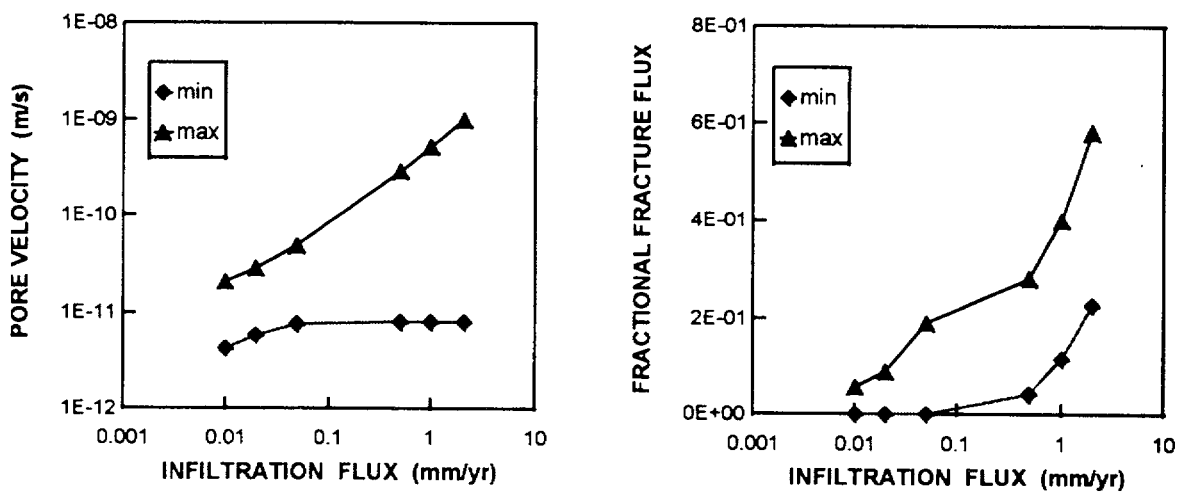 PORE VELOCITY (m/s)
1E-08
1E-09
1E-10
1E-11
1E-12
min
max
0.001
0.01
0.1
1
10
INFILTRATION FLUX (mm/yr)
FRACTIONAL FRACTURE FLUX
8E-01
6E-01
4E-01
2E-01
0E+00
min
max
0.001
0.01
0.1
1
10
INFILTRATION FLUX (mm/yr)